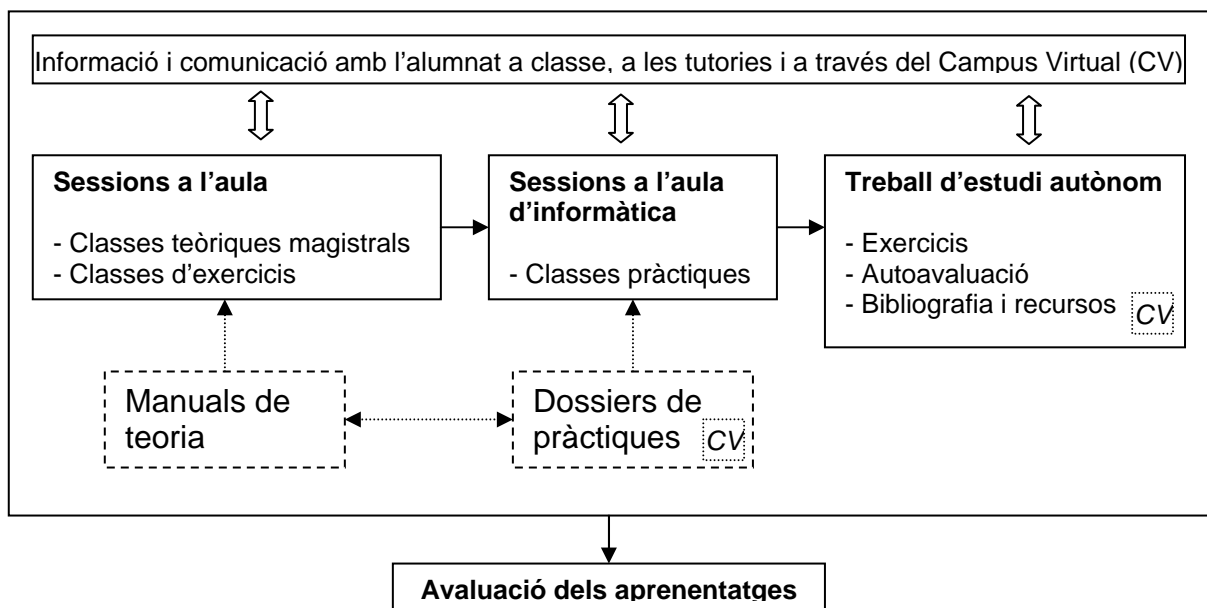 Informació i comunicació amb l’alumnat a classe, a les tutories i a través del Campus Virtual (CV)
Sessions a l’aula
- Classes teòriques magistrals
- Classes d’exercicis
Sessions a l’aula
d’informàtica
- Classes pràctiques
Treball d’estudi autònom
- Exercicis
- Autoavaluació
- Bibliografia i recursos
CV
Manuals de
teoria
Dossiers de
pràctiques
CV
Avaluació dels aprenentatges